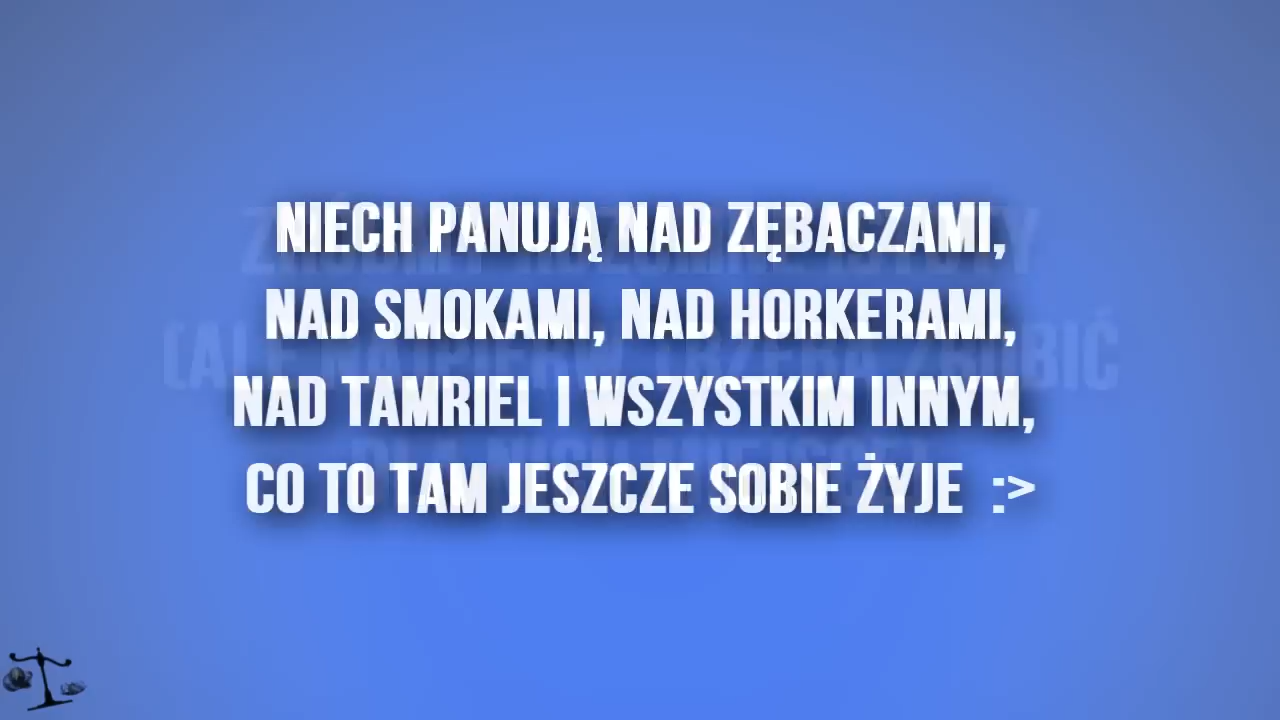 NIECH PANUJĄ NAD ZĘBACZAMI,
NAD SMOKAMI, NAD HORKERAMI,
NAD TAMRIEL I WSZYSTKIM INNYM,
CO TO TAM JESZCZE SOBIE ŻYJE :>